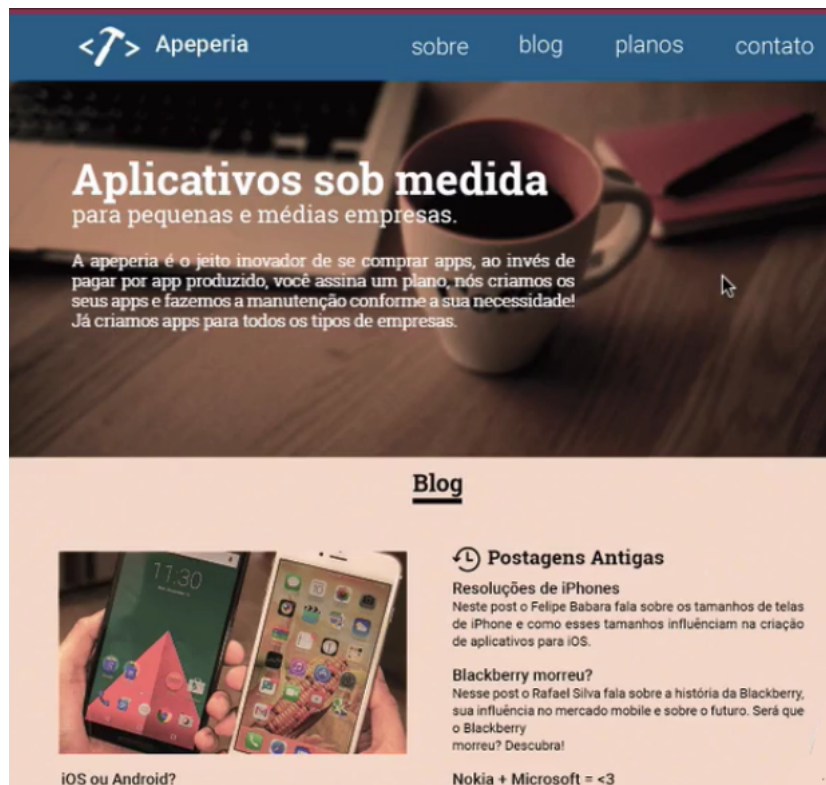 Apeperia
sobre
blog
planos
contato
Aplicativos sob medida
para pequenas e médias empresas.
A apeperia é o jeito inovador de se comprar apps, ao invés de
pagar por app produzido, você assina um plano, nós criamos os
seus apps e fazemos a manutenção conforme a sua necessidade!
Já criamos apps para todos os tipos de empresas.
Blog
11:30
iOS ou Android?
Postagens Antigas
Resoluções de iPhones
Neste post o Felipe Babara fala sobre os tamanhos de telas
de iPhone e como esses tamanhos influênciam na criação
de aplicativos para iOS.
Blackberry morreu?
Nesse post o Rafael Silva fala sobre a história da Blackberry,
sua influência no mercado mobile e sobre o futuro. Será que
o Blackberry
morreu? Descubra!
Nokia + Microsoft = <3